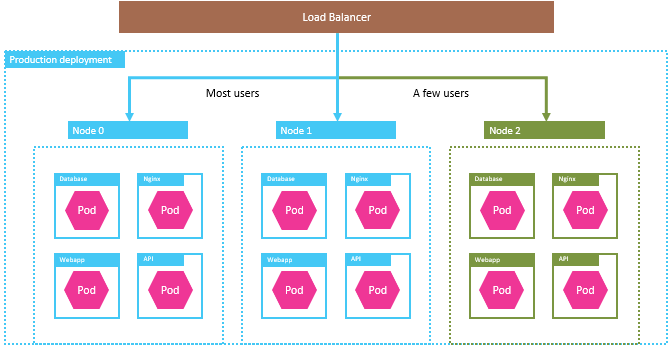 Load Balancer
Production deployment
Most users
A few users
Node 0
Node 1
Node 2
Database
Nginx
Database
Nginx
Database
Nginx
Pod
Pod
Pod
Pod
Pod
Pod
Webapp
API
Webapp
API
Webapp
API
Pod
Pod
Pod
Pod
Pod
Pod